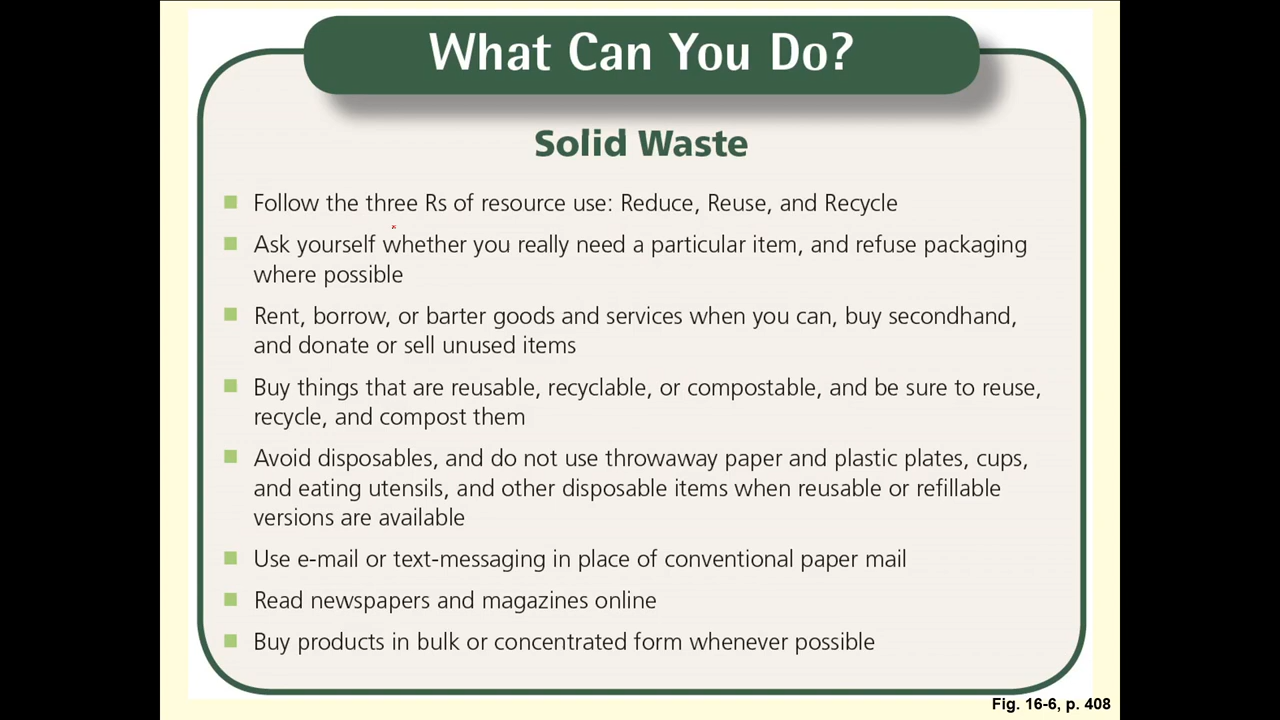 What Can You Do?
Solid Waste
Follow the three Rs of resource use: Reduce, Reuse, and Recycle
Ask yourself whether you really need a particular item, and refuse packaging
where possible
Rent, borrow, or barter goods and services when you can, buy secondhand,
and donate or sell unused items
Buy things that are reusable, recyclable, or compostable, and be sure to reuse,
recycle, and compost them
Avoid disposables, and do not use throwaway paper and plastic plates, cups,
and eating utensils, and other disposable items when reusable or refillable
versions are available
Use e-mail or text-messaging in place of conventional paper mail
Read newspapers and magazines online
Buy products in bulk or concentrated form whenever possible
Fig. 16-6, p. 408